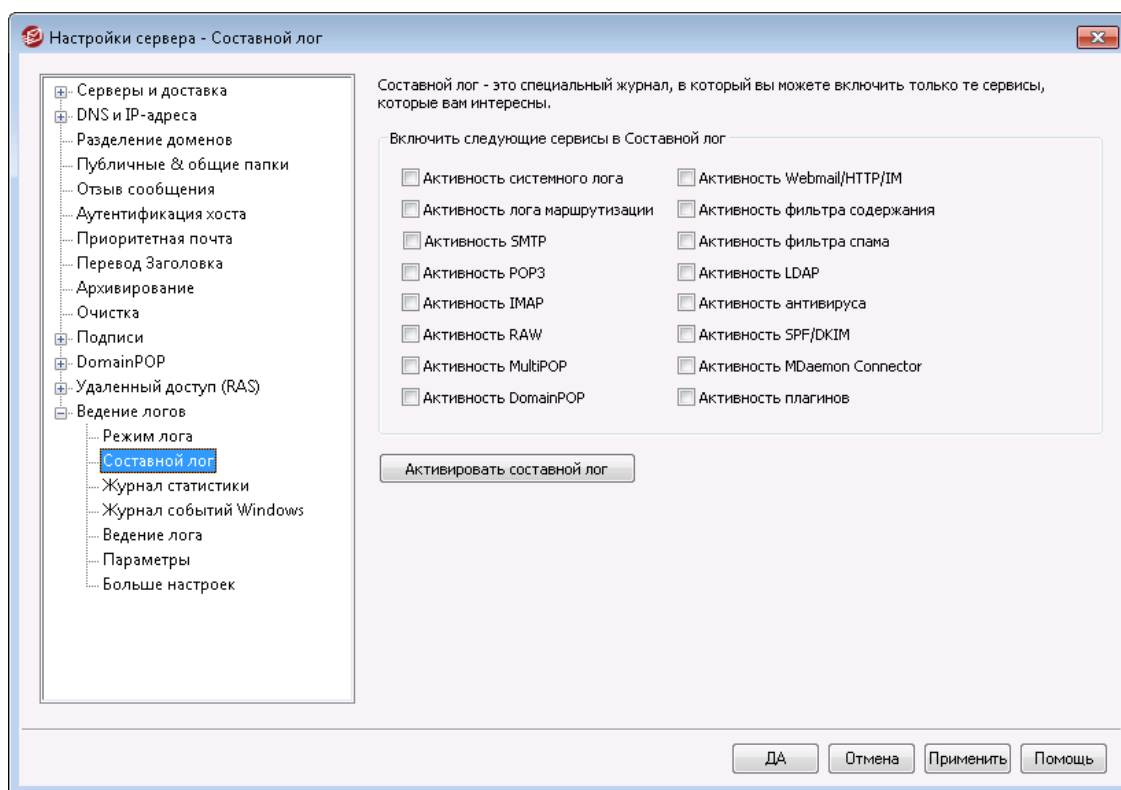 Настройки сервера - Составной лог
Серверы и доставка
DNS и IP-адреса
Разделение доменов
Публичные & общие папки
Отзыв сообщения
Аутентификация хоста
Приоритетная почта
Перевод Заголовка
Архивирование
Очистка
Подписи
DomainPOP
Удаленный доступ (RAS)
Ведение логов
Режим лога
Составной лог
Журнал статистики
Журнал событий Windows
Ведение лога
Параметры
Больше настроек
Составной лог - это специальный журнал, в который вы можете включить только те сервисы,
которые вам интересны.
Включить следующие сервисы в Составной лог
Активность системного лога
Активность лога маршрутизации
Активность SMTP
Активность POP3
Активность IMAP
Активность RAW
Активность MultiPOP
Активность DomainPOP
Активность Webmail/HTTP/IM
Активность фильтра содержания
Активность фильтра спама
Активность LDAP
Активность антивируса
Активность SPF/DKIM
Активность MDaemon Connector
Активность плагинов
Активировать составной лог
ДА
Отмена
Применить
Помощь